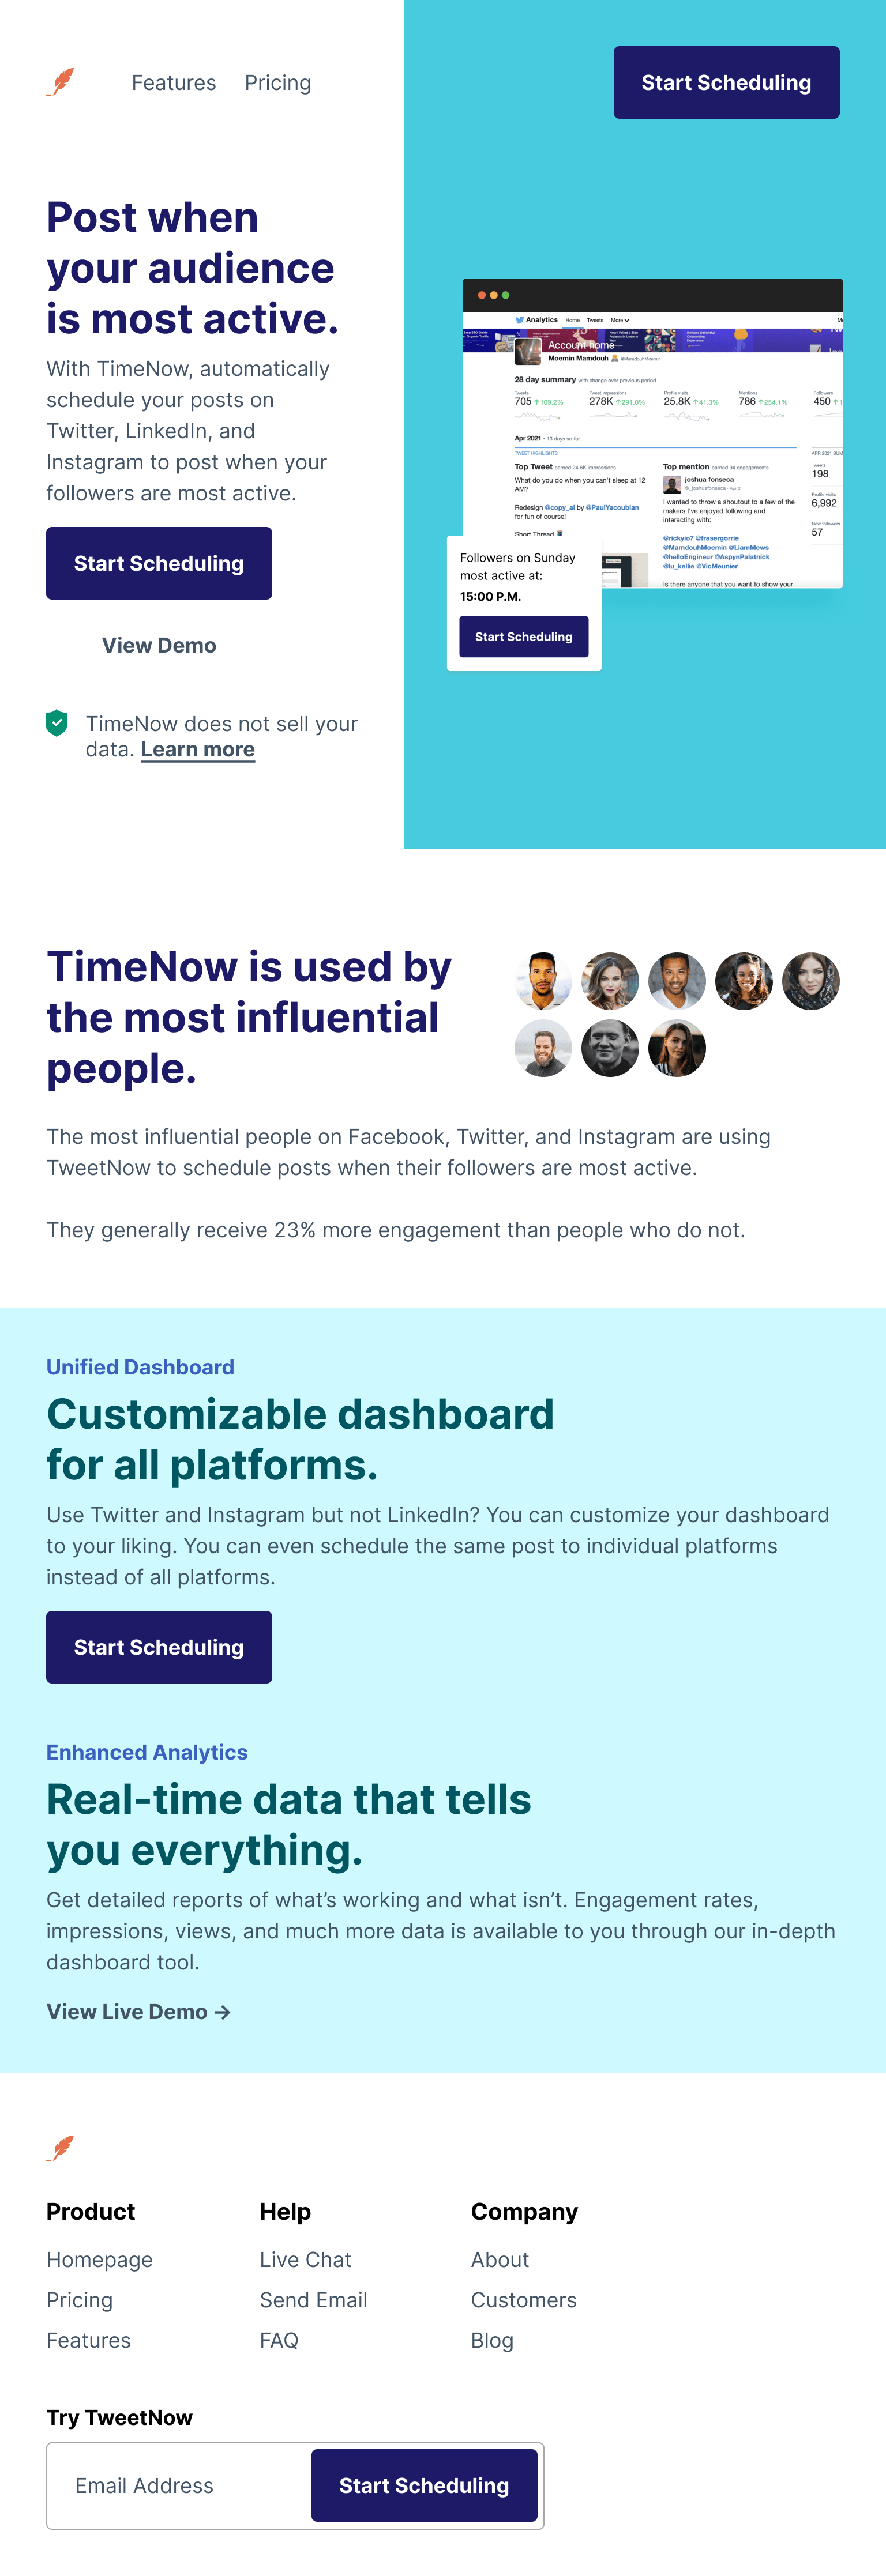 Features Pricing
Start Scheduling
Post when
your audience
is most active.
With TimeNow, automatically
schedule your posts on
Twitter, LinkedIn, and
Instagram to post when your
followers are most active.
Start Scheduling
View Demo
TimeNow does not sell your
data. Learn more
Analytics Home Tweets More
Account home
Moemin Mamdouh @MamdouhMoemin
28 day summary with change over previous period
Tweets
705 ↑109.2%
Tweet impressions
278K ↑291.0%
Profile visits
25.8K ↑41.3%
Mentions
786 ↑254.1%
Followers
450 ↑1
Apr 2021 • 13 days so far...
TWEET HIGHLIGHTS
Top Tweet earned 24.6K impressions
What do you do when you can't sleep at 12
AM?
Redesign @copy_ai by @PaulYacoubian
for fun of course!
Short Thread
Top mention earned 94 engagements
joshua fonseca
@_joshuafonseca · Apr 2
I wanted to throw a shoutout to a few of the
makers I've enjoyed following and
interacting with:
@rickyio7 @frasergorrie
@MamdouhMoemin @LiamMews
@helloEngineur @AspynPalatnick
@lu_kellie @VicMeunier
Is there anyone that you want to show your
APR 2021 SUM
Tweets
198
Profile visits
6,992
New followers
57
Followers on Sunday
most active at:
15:00 P.M.
Start Scheduling
TimeNow is used by
the most influential
people.
The most influential people on Facebook, Twitter, and Instagram are using
TweetNow to schedule posts when their followers are most active.
They generally receive 23% more engagement than people who do not.
Unified Dashboard
Customizable dashboard
for all platforms.
Use Twitter and Instagram but not LinkedIn? You can customize your dashboard
to your liking. You can even schedule the same post to individual platforms
instead of all platforms.
Start Scheduling
Enhanced Analytics
Real-time data that tells
you everything.
Get detailed reports of what’s working and what isn’t. Engagement rates,
impressions, views, and much more data is available to you through our in-depth
dashboard tool.
View Live Demo →
Product
Homepage
Pricing
Features
Help
Live Chat
Send Email
FAQ
Company
About
Customers
Blog
Try TweetNow
Email Address
Start Scheduling